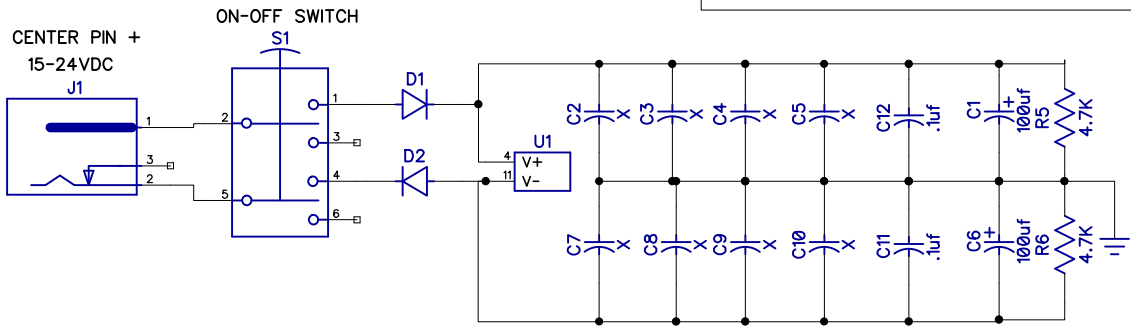 ON-OFF SWITCH
CENTER PIN +
15-24VDC
S1
J1
1
3
2
2
5
1
3
4
6
D1
D2
U1
4 V+
11 V-
C2 X
C3 X
C4 X
C5 X
C12 .1uf
C1 + 100uf
R5 4.7K
C7 X
C8 X
C9 X
C10 X
C11 .1uf
C6 + 100uf
R6 4.7K